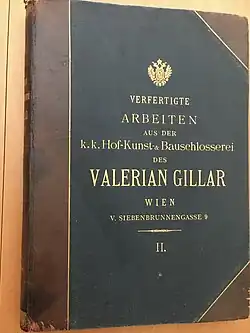 VERFERTIGTE
ARBEITEN
AUS DER
k. k. Hof-Kunst- & Bauschlosserei
DES
VALERIAN GILLAR
WIEN
V. SIEBENBRUNNENGASSE 9
II.